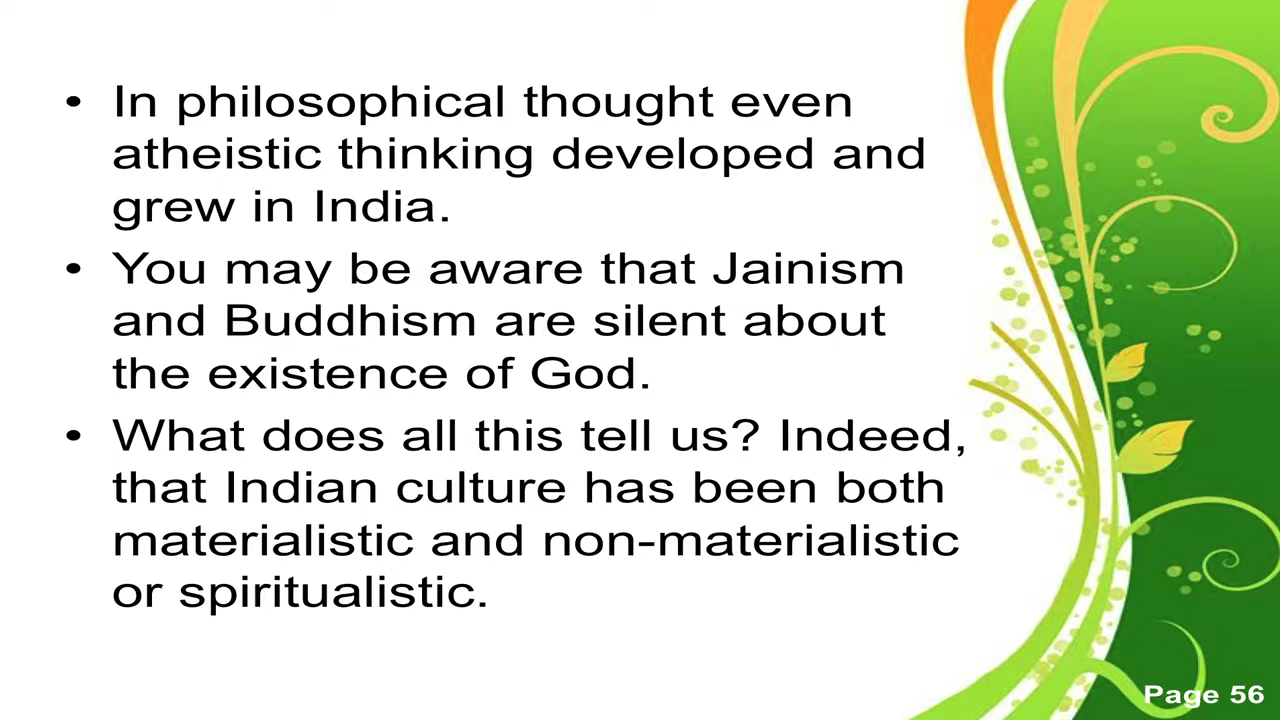 • In philosophical thought even
atheistic thinking developed and
grew in India.
• You may be aware that Jainism
and Buddhism are silent about
the existence of God.
• What does all this tell us? Indeed,
that Indian culture has been both
materialistic and non-materialistic
or spiritualistic.
Page 56